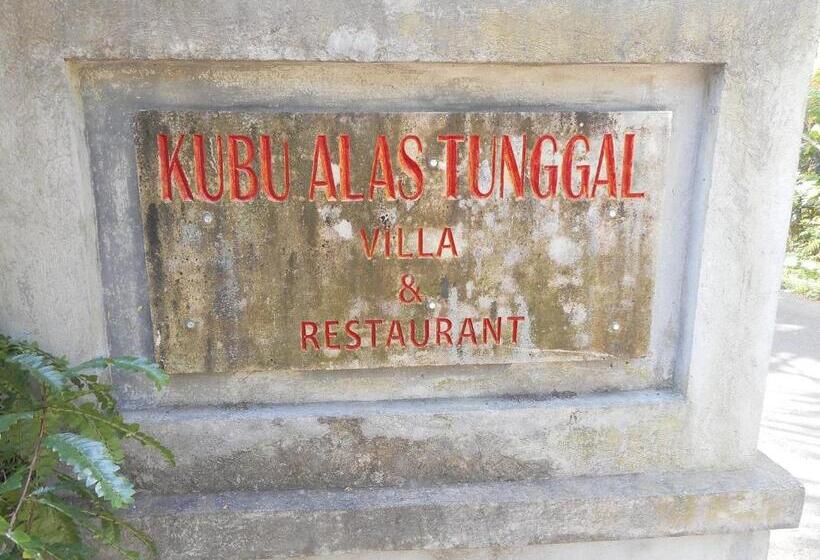 KUBU ALAS TUNGGAL
VILLA
&
RESTAURANT